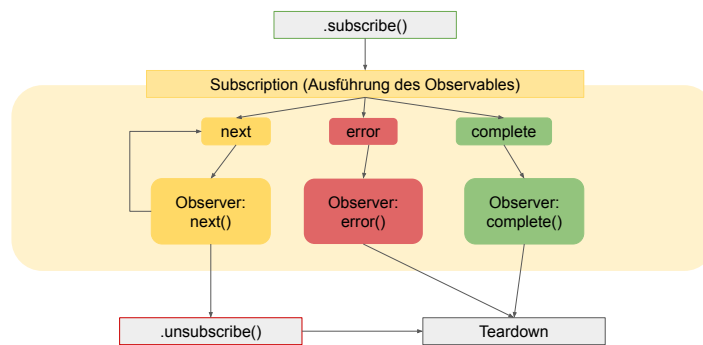 .subscribe()
Subscription (Ausführung des Observables)
next
error
complete
Observer:
next()
Observer:
error()
Observer:
complete()
.unsubscribe()
Teardown